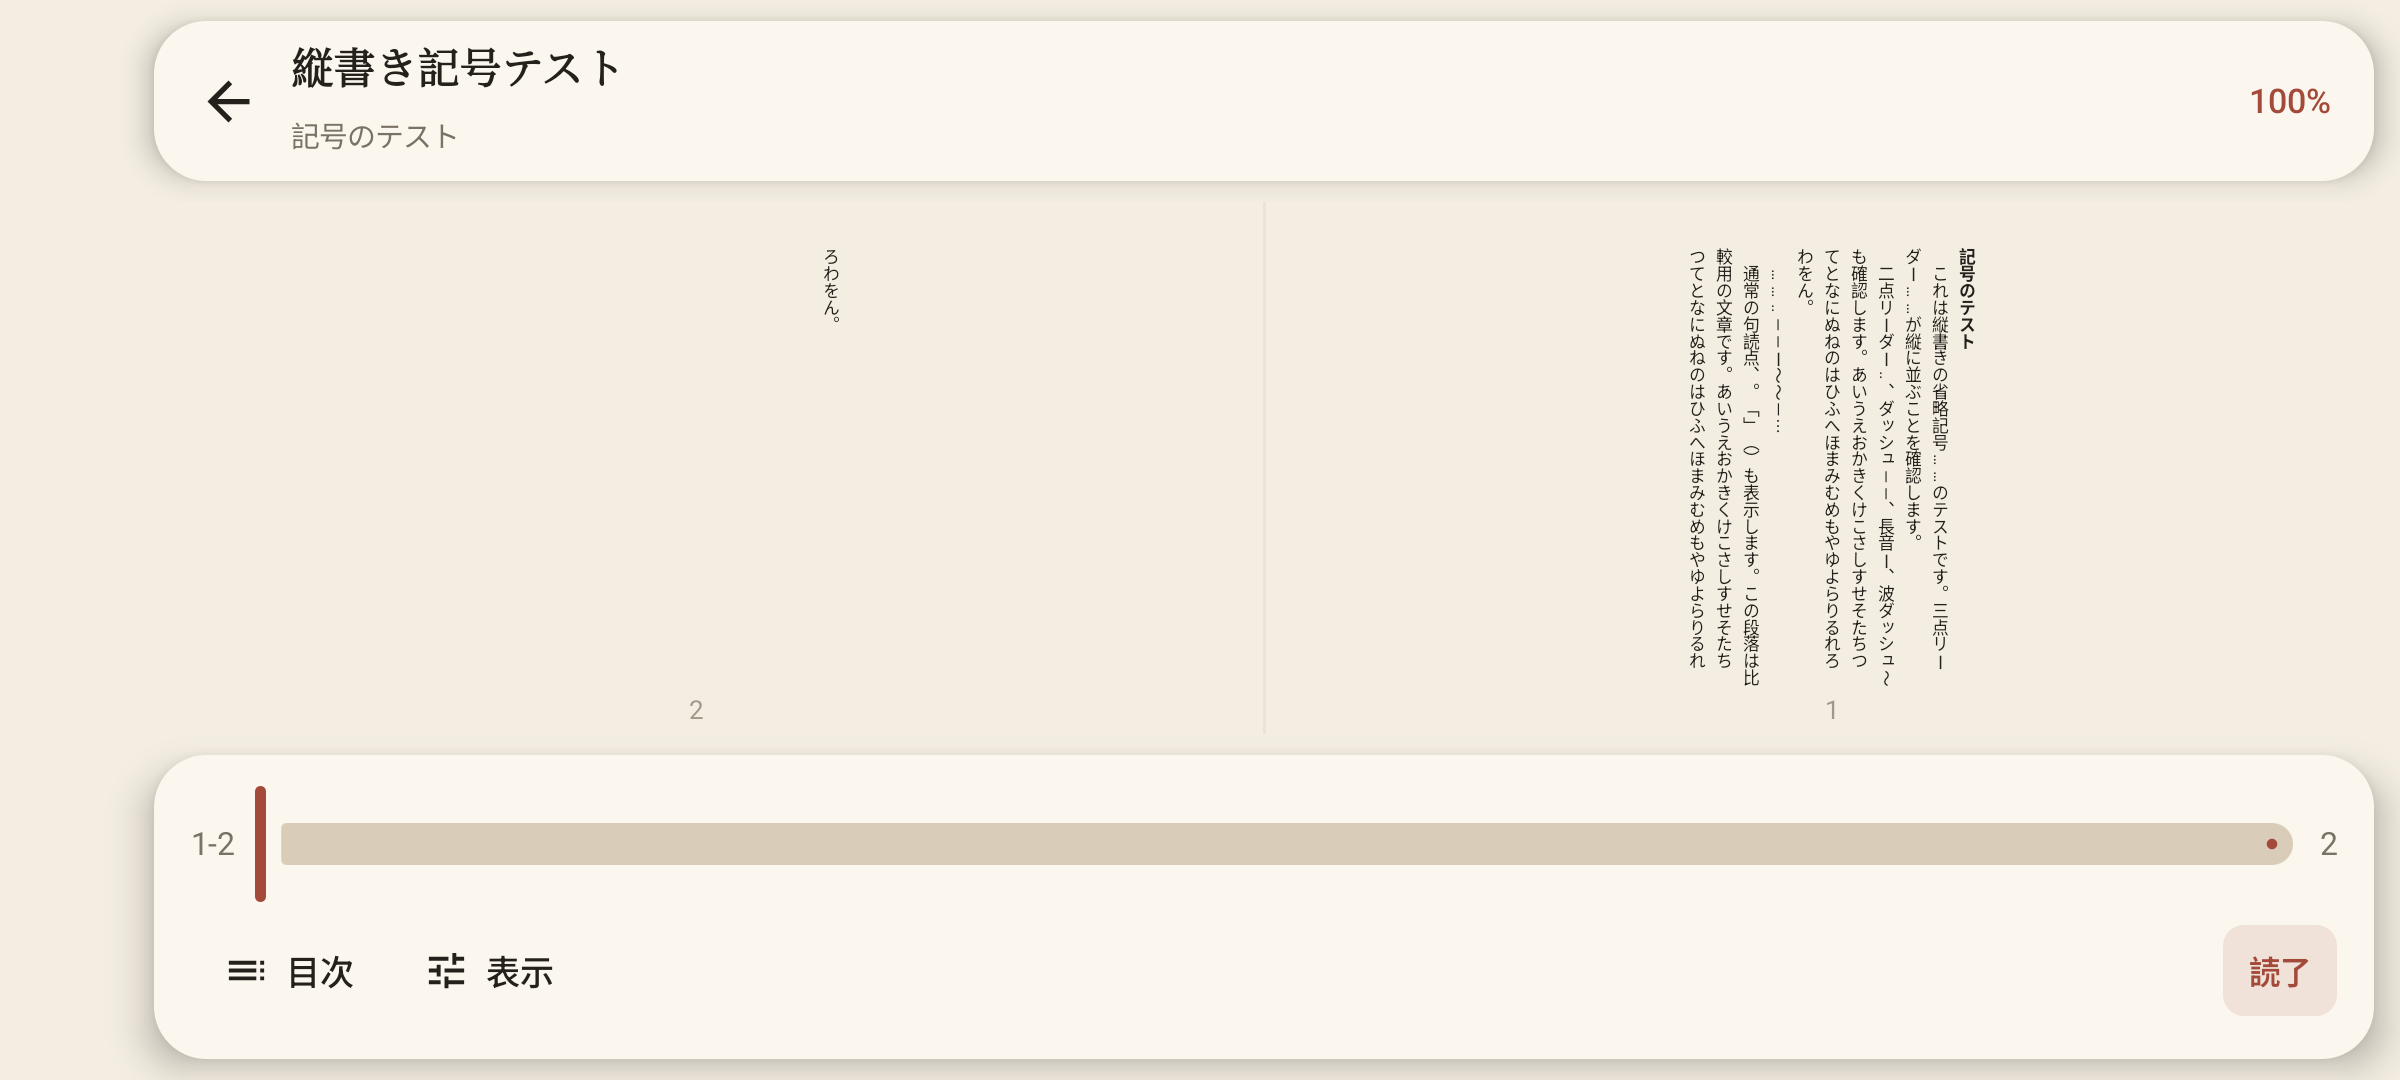 縦書き記号テスト
記号のテスト
100%
記号のテスト
これは縦書きの省略記号……のテストです。三点リー
ダー……が縦に並ぶことを確認します。
二点リーダー‥、ダッシュ――、長音ー、波ダッシュ〜
も確認します。あいうえおかきくけこさしすせそたちつ
てとなにぬねのはひふへほまみむめもやゆよらりるれろ
わをん。
……‥――ー〜～—⋯
通常の句読点、。「」（）も表示します。この段落は比
較用の文章です。あいうえおかきくけこさしすせそたち
つてとなにぬねのはひふへほまみむめもやゆよらりるれ
1
ろわをん。
2
1-2
2
目次
表示
読了